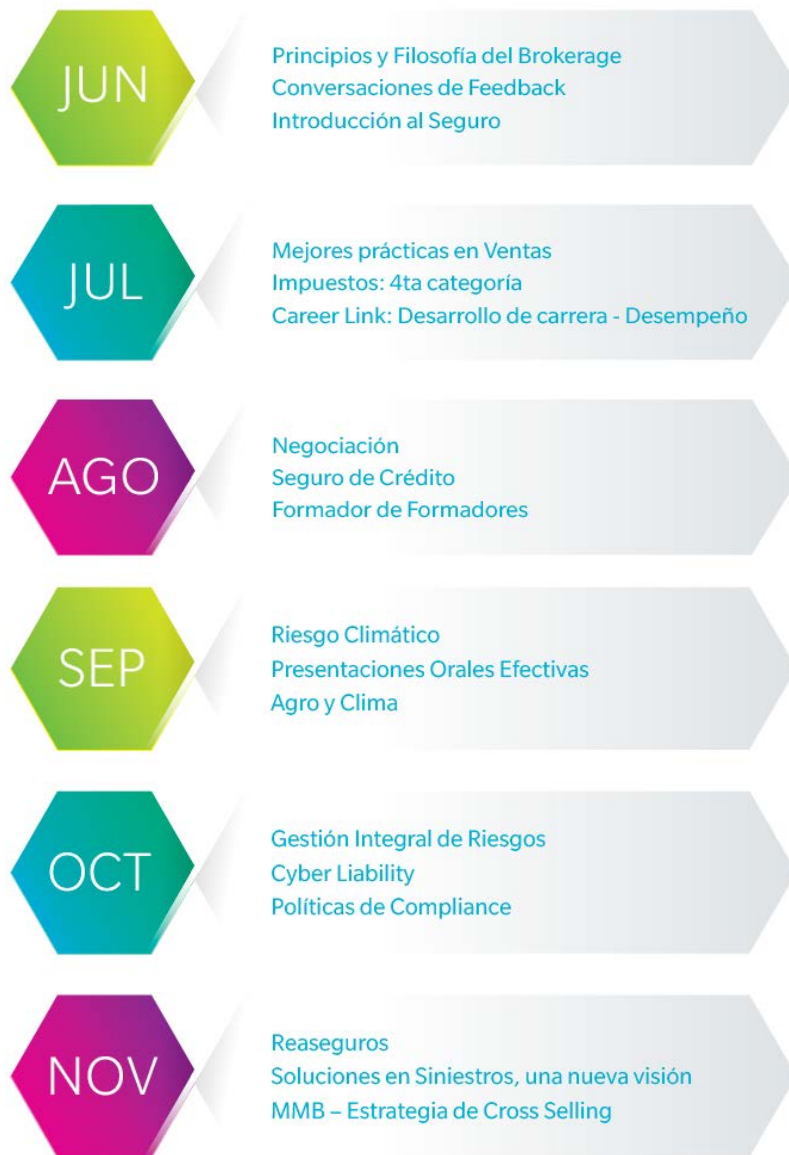 JUN
Principios y Filosofía del Brokerage
Conversaciones de Feedback
Introducción al Seguro
JUL
Mejores prácticas en Ventas
Impuestos: 4ta categoría
Career Link: Desarrollo de carrera - Desempeño
AGO
Negociación
Seguro de Crédito
Formador de Formadores
SEP
Riesgo Climático
Presentaciones Orales Efectivas
Agro y Clima
OCT
Gestión Integral de Riesgos
Cyber Liability
Políticas de Compliance
NOV
Reaseguros
Soluciones en Siniestros, una nueva visión
MMB – Estrategia de Cross Selling